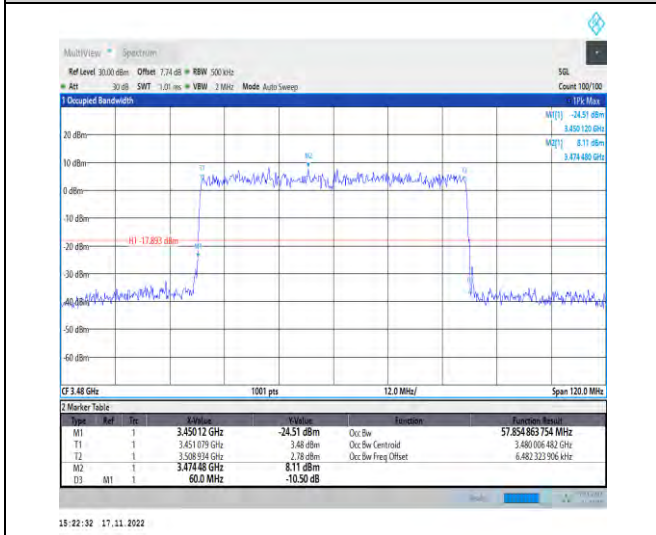 MultiView Spectrum
Ref Level 30.00 dBm Offset 7.74 dB RBW 500 kHz SGL
Att 30 dB SWT 1.01 ms VBW 2 MHz Mode Auto Sweep Count 100/100
1 Occupied Bandwidth 1Pk Max
M1[1] -24.51 dBm
3.450 120 GHz
M2[1] 8.11 dBm
3.474 480 GHz
20 dBm
M2
10 dBm
T1 T2
0 dBm
-10 dBm
H1 -17.893 dBm
-20 dBm
M1
-30 dBm
-40 dBm
-50 dBm
-60 dBm
CF 3.48 GHz 1001 pts 12.0 MHz/ Span 120.0 MHz
2 Marker Table
Type Ref Trc X-Value Y-Value Function Function Result
M1 1 3.45012 GHz -24.51 dBm Occ Bw 57.854 863 754 MHz
T1 1 3.451079 GHz 3.48 dBm Occ Bw Centroid 3.480 006 482 GHz
T2 1 3.508934 GHz 2.78 dBm Occ Bw Freq Offset 6.482 323 906 kHz
M2 1 3.47448 GHz 8.11 dBm
D3 M1 1 60.0 MHz -10.50 dB
15:22:32 17.11.2022